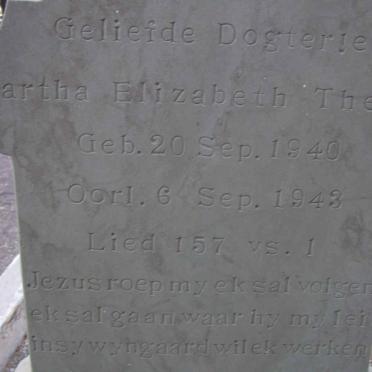 Geliefde Dogterjie
artha Elizabeth The
Geb. 20 Sep. 1940
Oorl. 6 Sep. 1943
Lied 157 vs. 1
Jezus roep my ek sal volgen
ek sal gaan waar hy my lei
in sy wyngaard wil ek werken